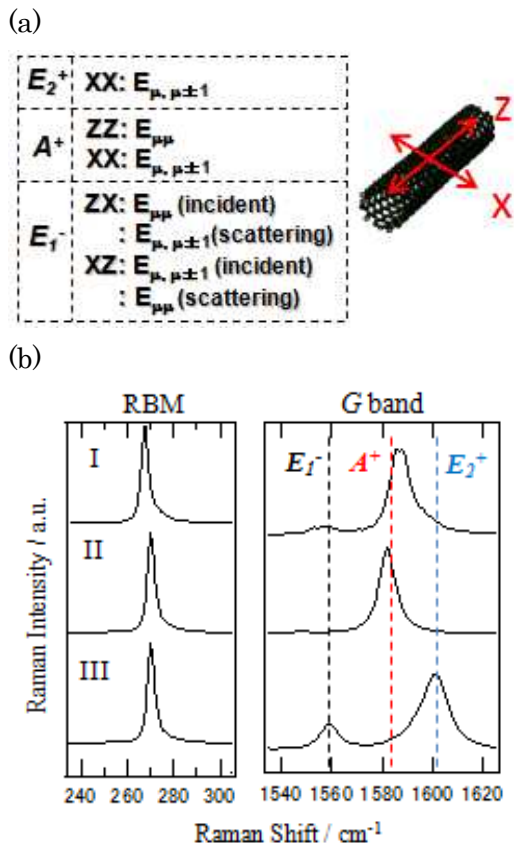 (a)
E₂⁺ XX: Eμ, μ±1
A⁺ ZZ: Eμμ
XX: Eμ, μ±1
E₁⁻ ZX: Eμμ (incident)
: Eμ, μ±1(scattering)
XZ: Eμ, μ±1 (incident)
: Eμμ (scattering)
Z
X
(b)
RBM G band
I
II
III
E₁⁻ A⁺ E₂⁺
Raman Intensity / a.u.
240 260 280 300 1540 1560 1580 1600 1620
Raman Shift / cm⁻¹